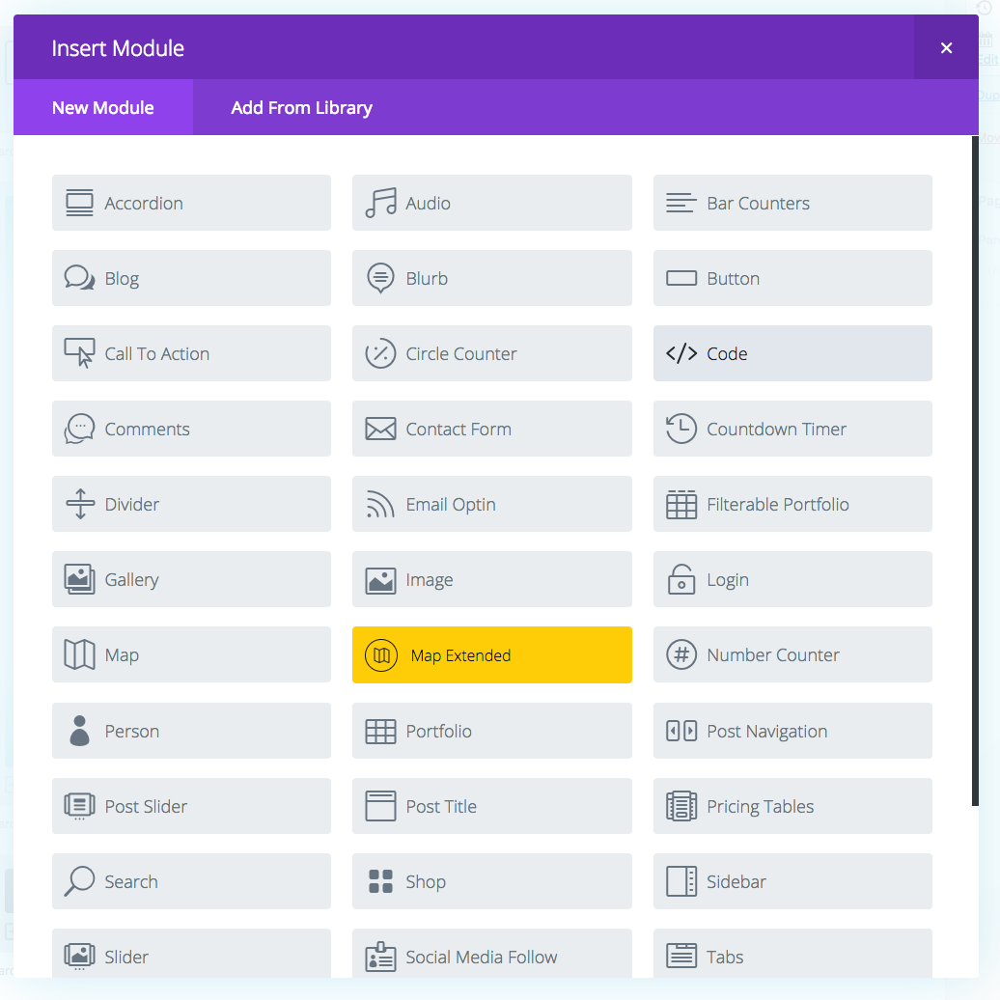 Insert Module
New Module
Add From Library
Accordion
Audio
Bar Counters
Blog
Blurb
Button
Call To Action
Circle Counter
Code
Comments
Contact Form
Countdown Timer
Divider
Email Optin
Filterable Portfolio
Gallery
Image
Login
Map
Map Extended
Number Counter
Person
Portfolio
Post Navigation
Post Slider
Post Title
Pricing Tables
Search
Shop
Sidebar
Slider
Social Media Follow
Tabs
Edit